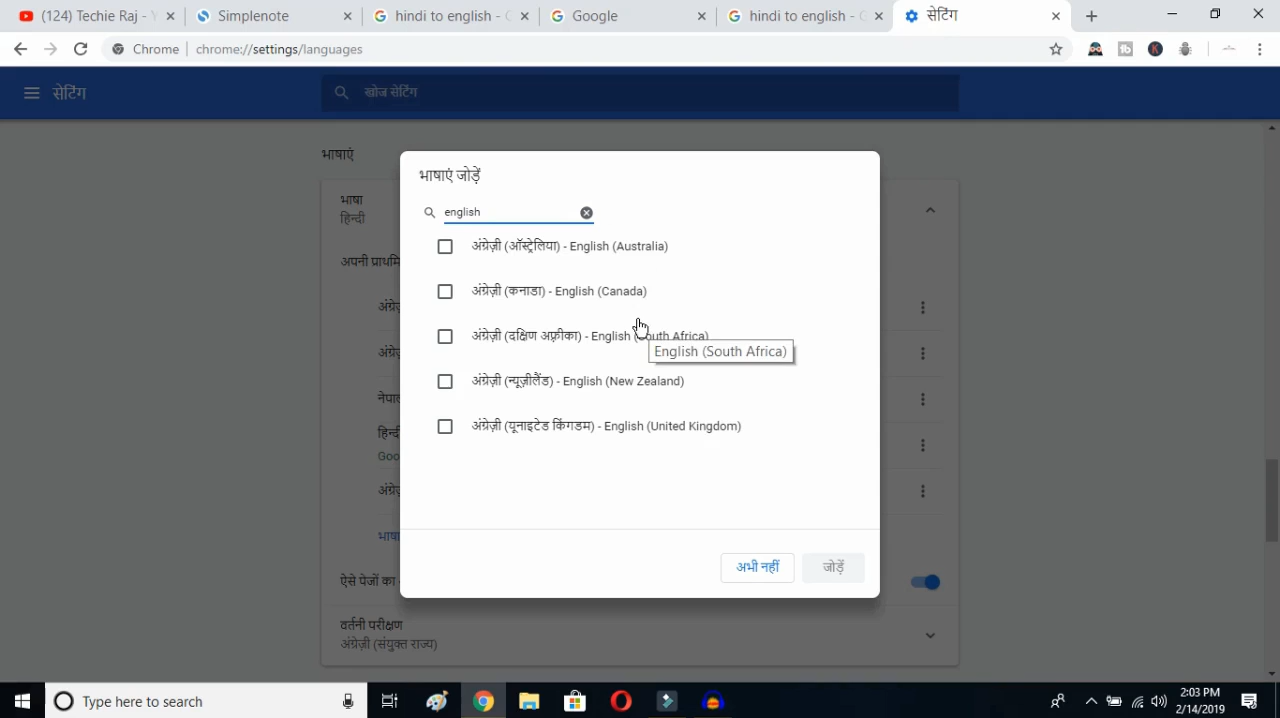 (124) Techie Raj - Y
Simplenote
hindi to english - G
Google
hindi to english - G
सेटिंग
Chrome
chrome://settings/languages
सेटिंग
खोज सेटिंग
भाषाएं
भाषा
हिन्दी
भाषाएं जोड़ें
english
अंग्रेज़ी (ऑस्ट्रेलिया) - English (Australia)
अंग्रेज़ी (कनाडा) - English (Canada)
अंग्रेज़ी (दक्षिण अफ़्रीका) - English (South Africa)
English (South Africa)
अंग्रेज़ी (न्यूज़ीलैंड) - English (New Zealand)
अंग्रेज़ी (यूनाइटेड किंगडम) - English (United Kingdom)
अभी नहीं
जोड़ें
अपनी प्राथमि
अंग्रे
अंग्रे
नेपा
हिन्दी
Goo
अंग्रे
भाषा
ऐसे पेजों का
वर्तनी परीक्षण
अंग्रेज़ी (संयुक्त राज्य)
Type here to search
2:03 PM
2/14/2019